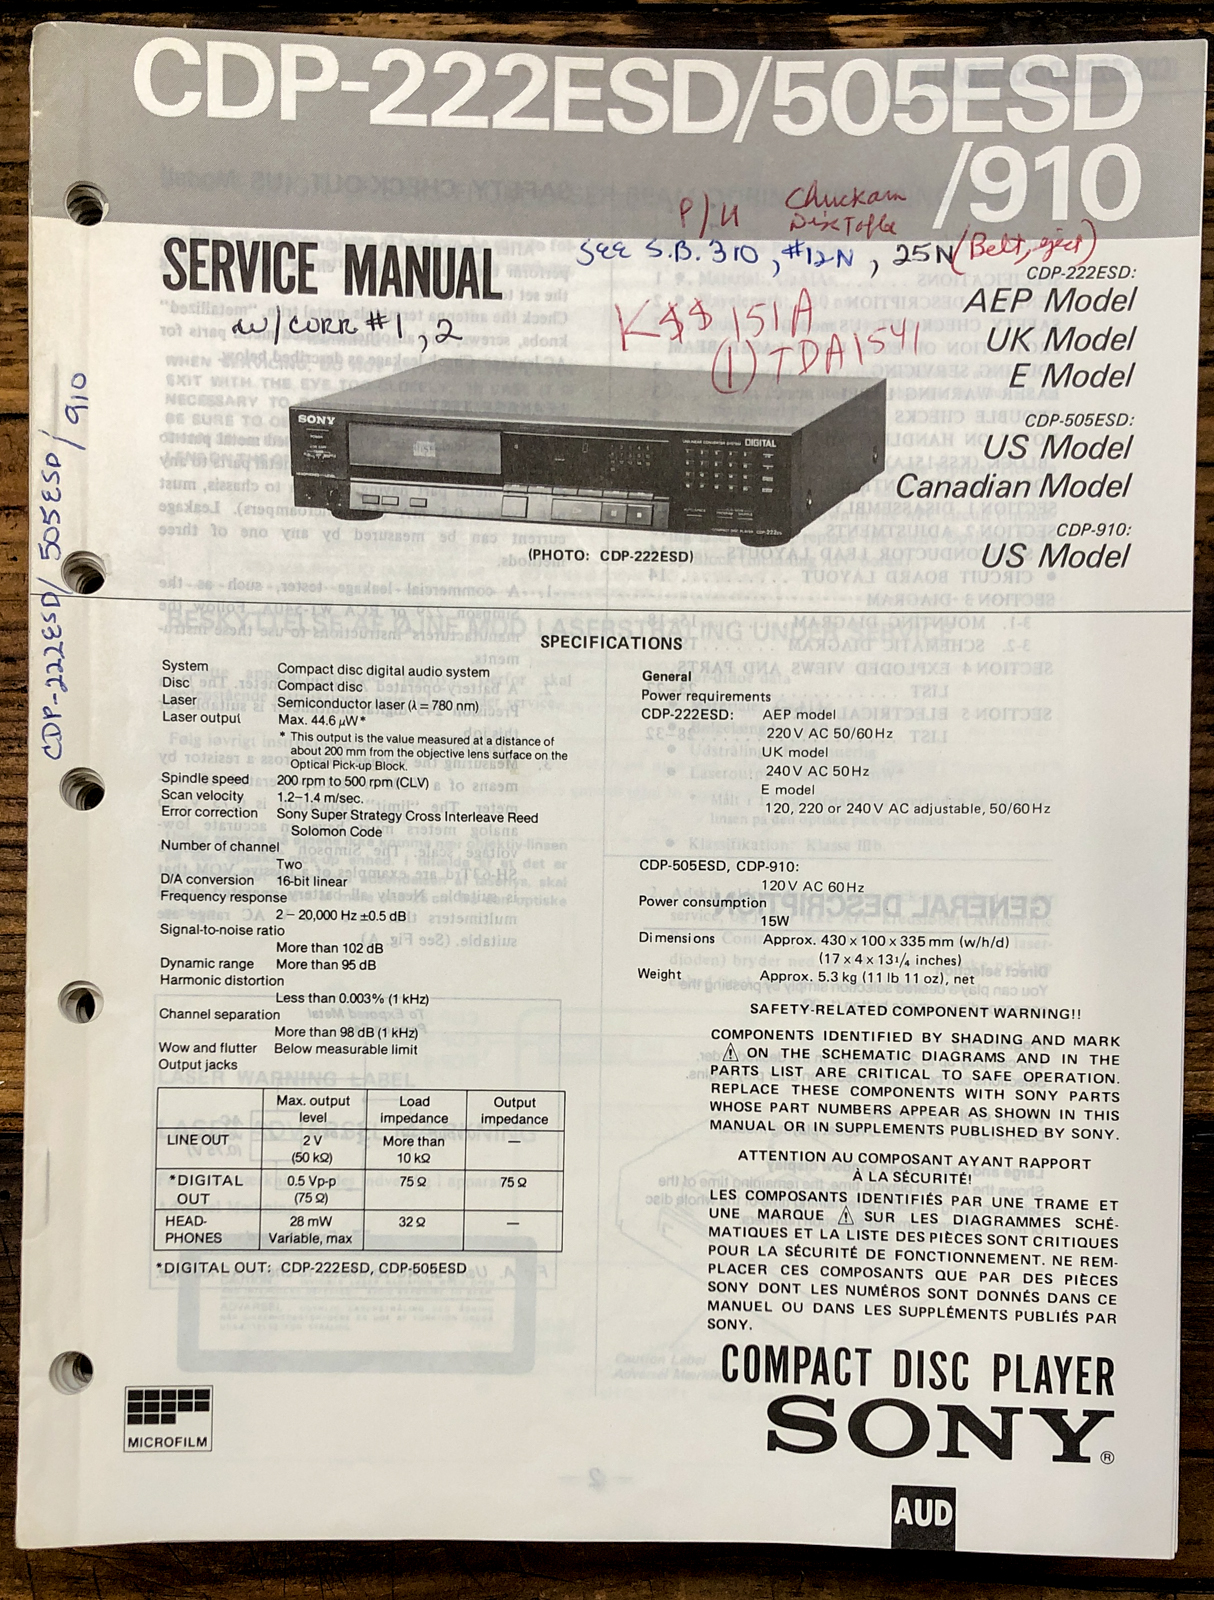 CDP-222ESD/505ESD
/910
P/U Chuckarm
Disc Table
SEE S.B. 310, #12N, 25N (Belt, eject)
SERVICE MANUAL
w/CORR #1, 2
K$$ 151A
(1) TDA1541
CDP-222ESD:
AEP Model
UK Model
E Model
CDP-505ESD:
US Model
Canadian Model
CDP-910:
US Model
SONY
DIGITAL
(PHOTO: CDP-222ESD)
CDP-222ESD/505ESD/910
SPECIFICATIONS
System Compact disc digital audio system
Disc Compact disc
Laser Semiconductor laser (λ = 780 nm)
Laser output Max. 44.6 μW*
* This output is the value measured at a distance of
about 200 mm from the objective lens surface on the
Optical Pick-up Block.
Spindle speed 200 rpm to 500 rpm (CLV)
Scan velocity 1.2–1.4 m/sec.
Error correction Sony Super Strategy Cross Interleave Reed
Solomon Code
Number of channel
Two
D/A conversion 16-bit linear
Frequency response
2 – 20,000 Hz ±0.5 dB
Signal-to-noise ratio
More than 102 dB
Dynamic range More than 95 dB
Harmonic distortion
Less than 0.003% (1 kHz)
Channel separation
More than 98 dB (1 kHz)
Wow and flutter Below measurable limit
Output jacks
Max. output level Load impedance Output impedance
LINE OUT 2 V (50 kΩ) More than 10 kΩ —
*DIGITAL OUT 0.5 Vp-p (75 Ω) 75 Ω 75 Ω
HEAD-PHONES 28 mW Variable, max 32 Ω —
*DIGITAL OUT: CDP-222ESD, CDP-505ESD
General
Power requirements
CDP-222ESD: AEP model
220V AC 50/60Hz
UK model
240V AC 50Hz
E model
120, 220 or 240V AC adjustable, 50/60Hz
CDP-505ESD, CDP-910:
120V AC 60Hz
Power consumption
15W
Dimensions Approx. 430 x 100 x 335 mm (w/h/d)
(17 x 4 x 13 1/4 inches)
Weight Approx. 5.3 kg (11 lb 11 oz), net
SAFETY-RELATED COMPONENT WARNING!!
COMPONENTS IDENTIFIED BY SHADING AND MARK
⚠ ON THE SCHEMATIC DIAGRAMS AND IN THE
PARTS LIST ARE CRITICAL TO SAFE OPERATION.
REPLACE THESE COMPONENTS WITH SONY PARTS
WHOSE PART NUMBERS APPEAR AS SHOWN IN THIS
MANUAL OR IN SUPPLEMENTS PUBLISHED BY SONY.
ATTENTION AU COMPOSANT AYANT RAPPORT
À LA SÉCURITÉ!
LES COMPOSANTS IDENTIFIÉS PAR UNE TRAME ET
UNE MARQUE ⚠ SUR LES DIAGRAMMES SCHÉ-
MATIQUES ET LA LISTE DES PIÈCES SONT CRITIQUES
POUR LA SÉCURITÉ DE FONCTIONNEMENT. NE REM-
PLACER CES COMPOSANTS QUE PAR DES PIÈCES
SONY DONT LES NUMÉROS SONT DONNÉS DANS CE
MANUEL OU DANS LES SUPPLÉMENTS PUBLIÉS PAR
SONY.
COMPACT DISC PLAYER
SONY®
MICROFILM
AUD